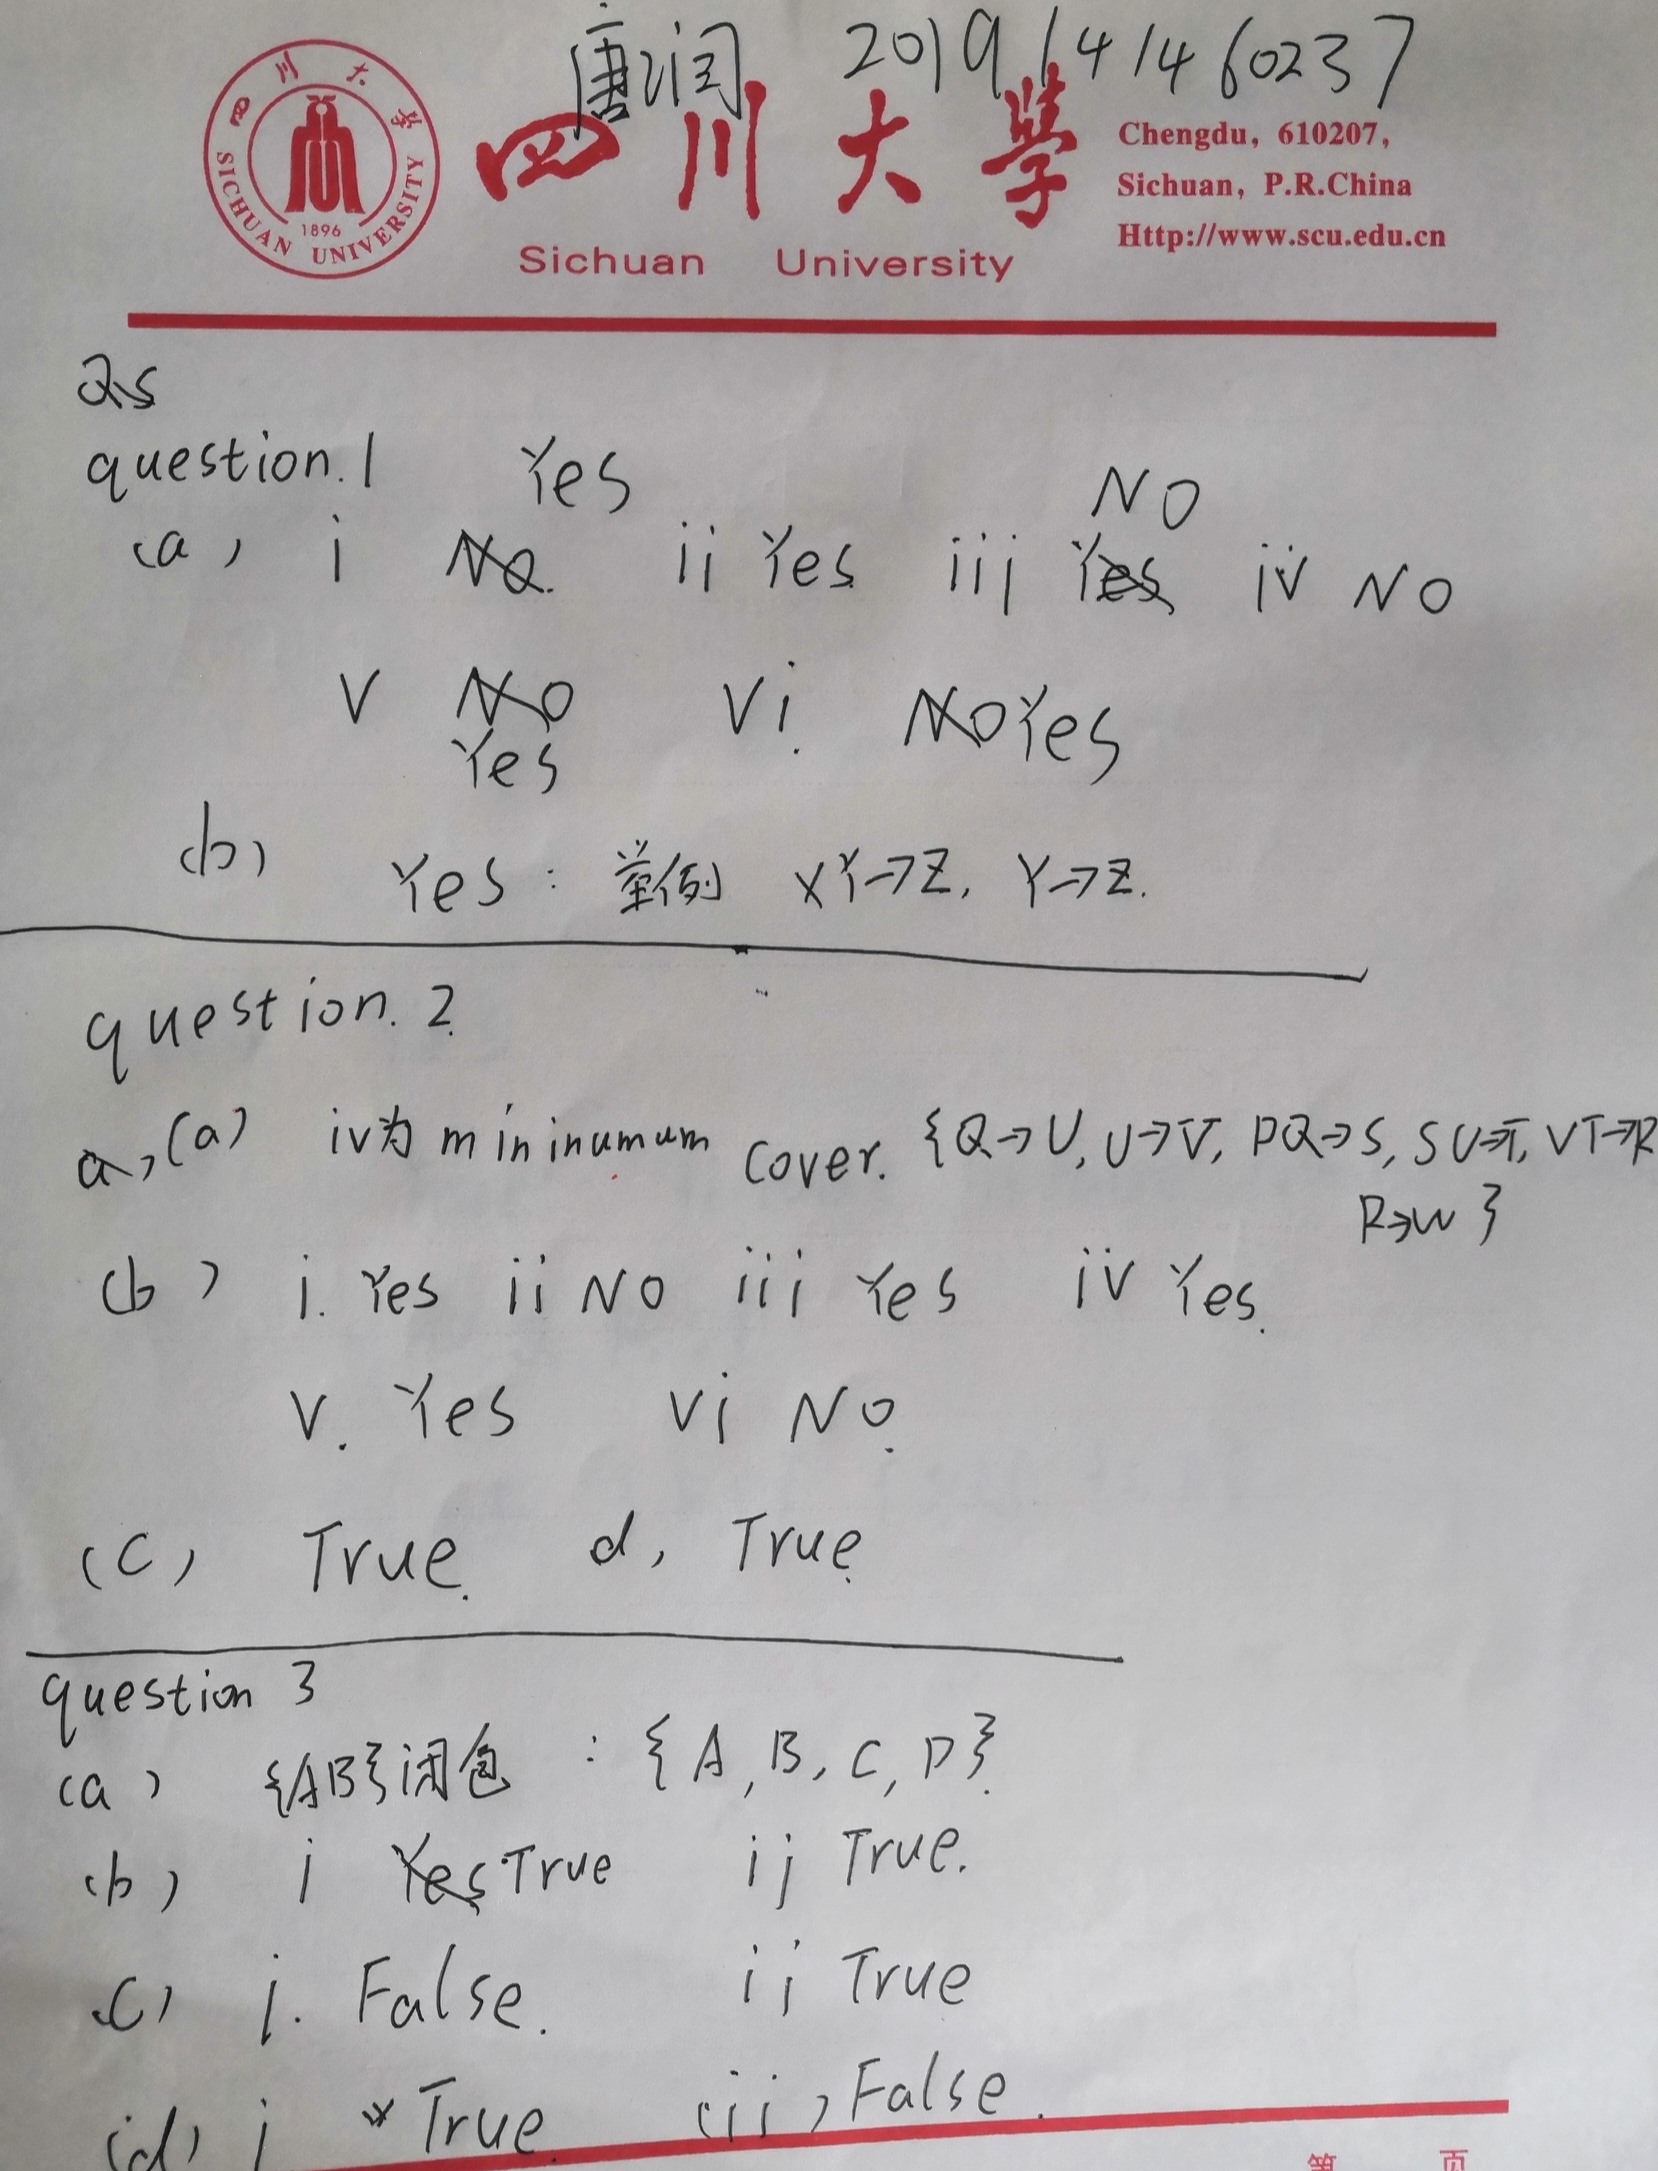 唐润 2019141460237
四川大学
SICHUAN UNIVERSITY
1896
四川大學
Sichuan University
Chengdu, 610207,
Sichuan, P.R.China
Http://www.scu.edu.cn
question.1 Yes NO
(a) i No. ii Yes iii Yes iv NO
v No vi. No Yes
Yes
(b) Yes: 举例 XY→Z, Y→Z.
question.2
a,(a) iv为 mininumum cover. {Q→U, U→V, PQ→S, SU→T, VT→R
R→W}
(b) i. Yes ii NO iii Yes iv Yes.
v. Yes vi No.
(c) True. d, True.
question 3
(a) {AB}闭包 : {A, B, C, D}.
(b) i Yes True ii True.
(c) i. False. ii True
(d) i True (ii) False.
第 页